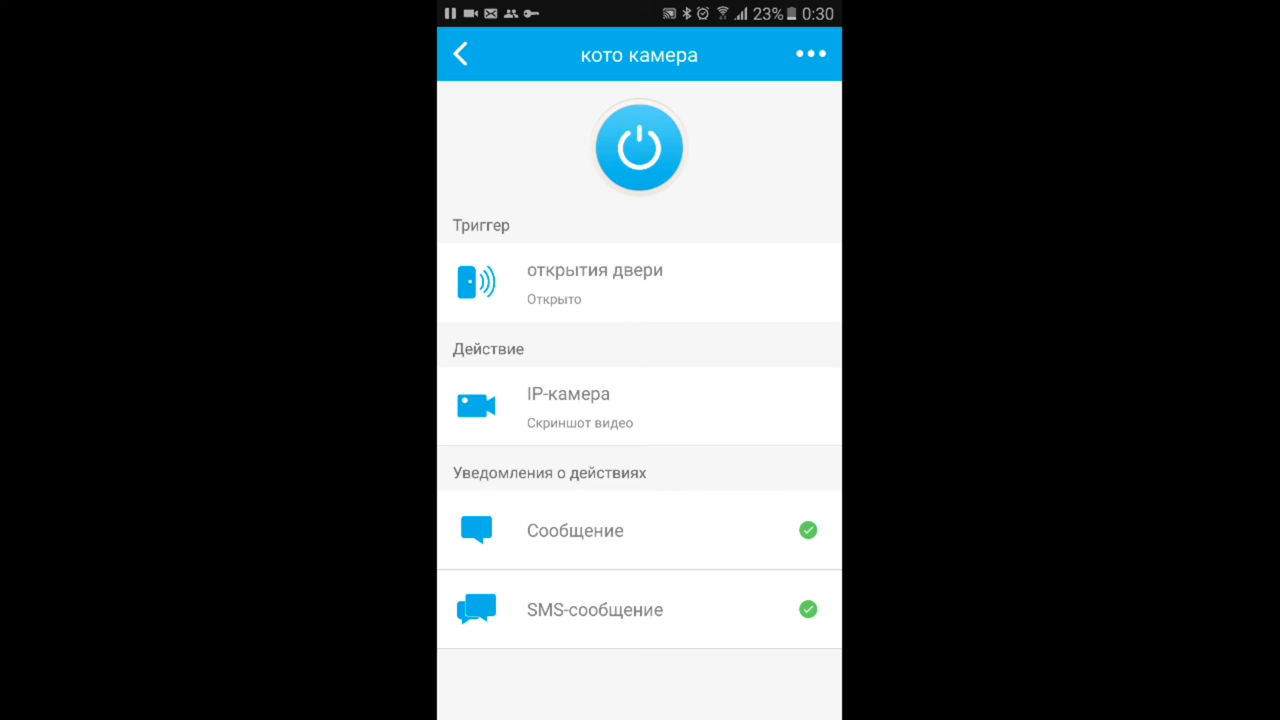 23% 0:30
кото камера
Триггер
открытия двери
Открыто
Действие
IP-камера
Скриншот видео
Уведомления о действиях
Сообщение
SMS-сообщение